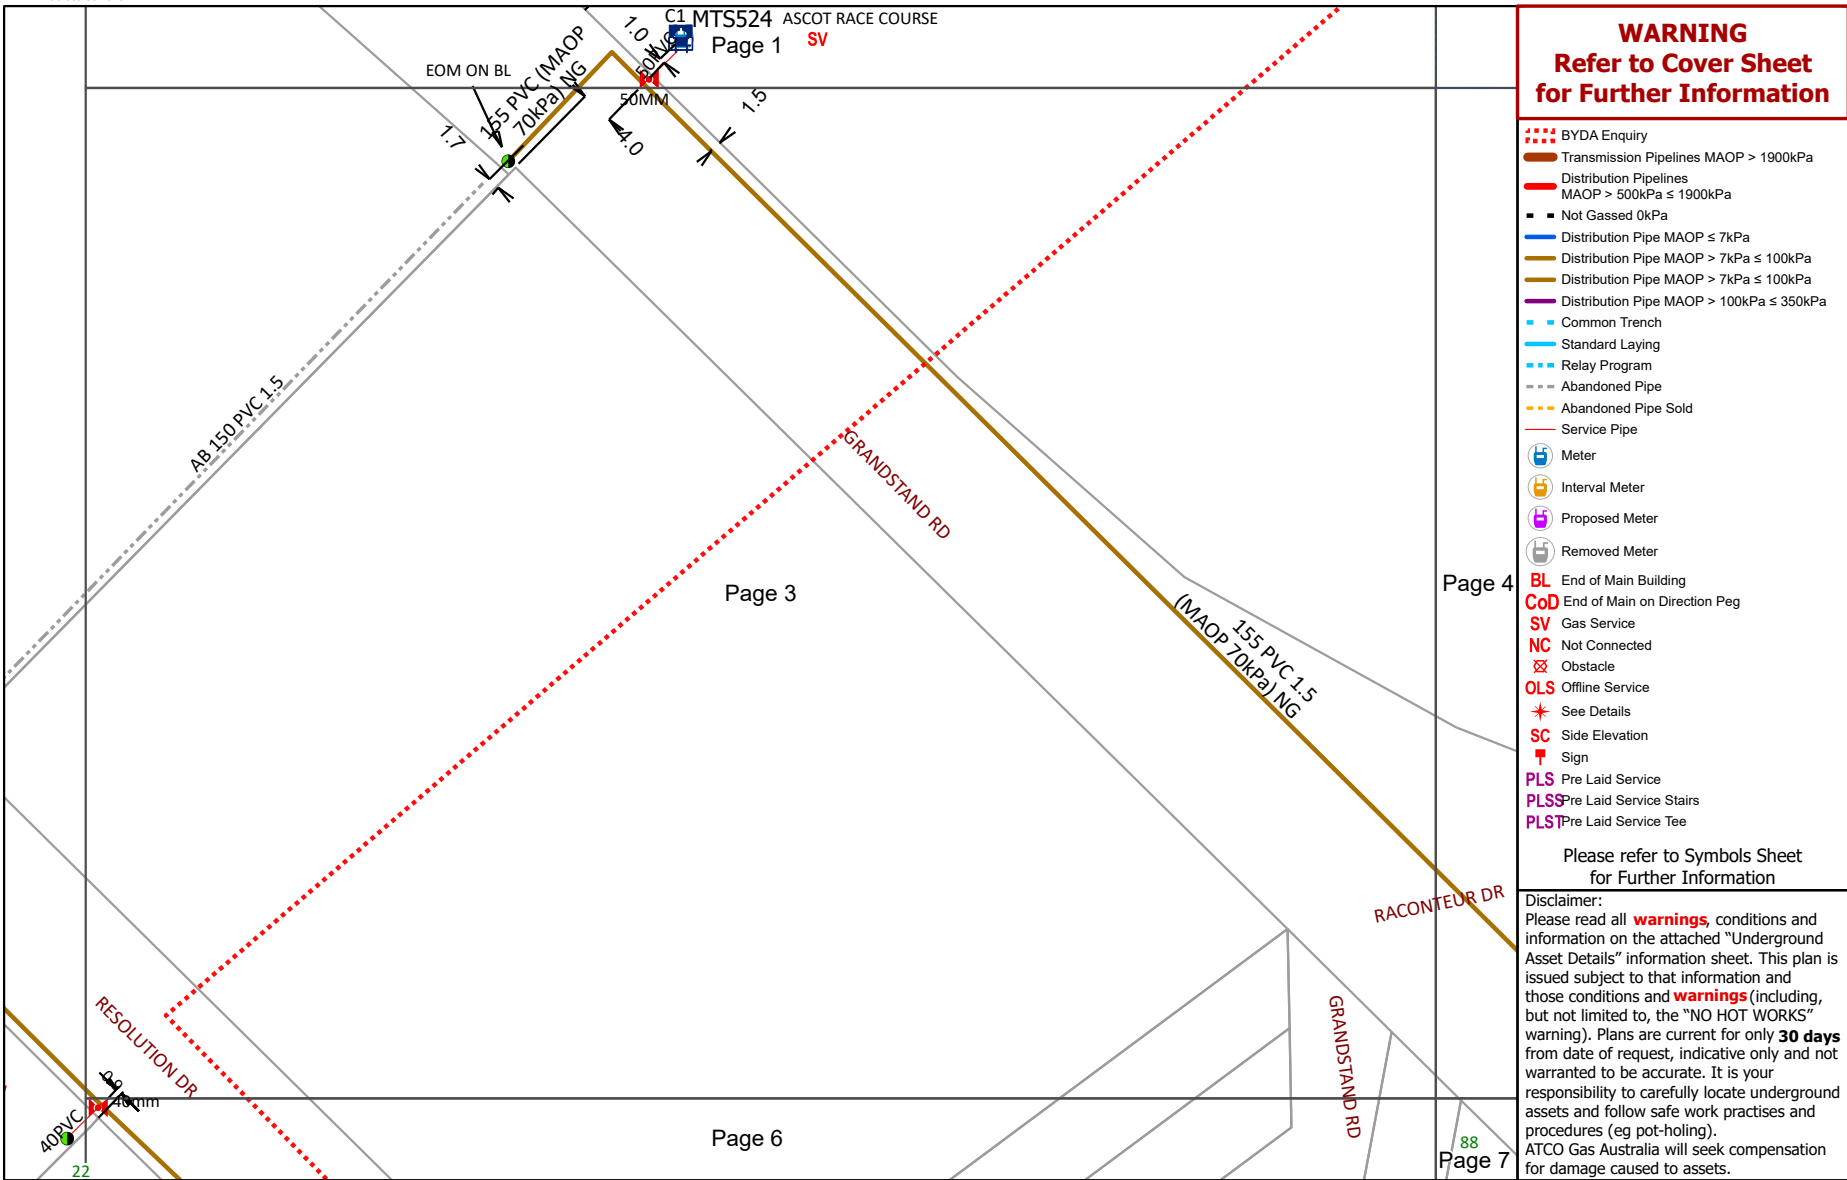 C1 MTS524 ASCOT RACE COURSE
SV
Page 1
1.0
50PVC
EOM ON BL
155 PVC (MAOP
70kPa) NG
50MM
1.7
4.0
1.5
AB 150 PVC 1.5
GRANDSTAND RD
Page 3
Page 4
155 PVC 1.5
(MAOP 70kPa) NG
RACONTEUR DR
RESOLUTION DR
GRANDSTAND RD
0.9
40mm
40PVC
22
Page 6
88
Page 7
WARNING
Refer to Cover Sheet
for Further Information
BYDA Enquiry
Transmission Pipelines MAOP > 1900kPa
Distribution Pipelines
MAOP > 500kPa ≤ 1900kPa
Not Gassed 0kPa
Distribution Pipe MAOP ≤ 7kPa
Distribution Pipe MAOP > 7kPa ≤ 100kPa
Distribution Pipe MAOP > 7kPa ≤ 100kPa
Distribution Pipe MAOP > 100kPa ≤ 350kPa
Common Trench
Standard Laying
Relay Program
Abandoned Pipe
Abandoned Pipe Sold
Service Pipe
Meter
Interval Meter
Proposed Meter
Removed Meter
BL End of Main Building
CoD End of Main on Direction Peg
SV Gas Service
NC Not Connected
Obstacle
OLS Offline Service
See Details
SC Side Elevation
Sign
PLS Pre Laid Service
PLSS Pre Laid Service Stairs
PLST Pre Laid Service Tee
Please refer to Symbols Sheet
for Further Information
Disclaimer:
Please read all warnings, conditions and
information on the attached “Underground
Asset Details” information sheet. This plan is
issued subject to that information and
those conditions and warnings (including,
but not limited to, the “NO HOT WORKS”
warning). Plans are current for only 30 days
from date of request, indicative only and not
warranted to be accurate. It is your
responsibility to carefully locate underground
assets and follow safe work practises and
procedures (eg pot-holing).
ATCO Gas Australia will seek compensation
for damage caused to assets.